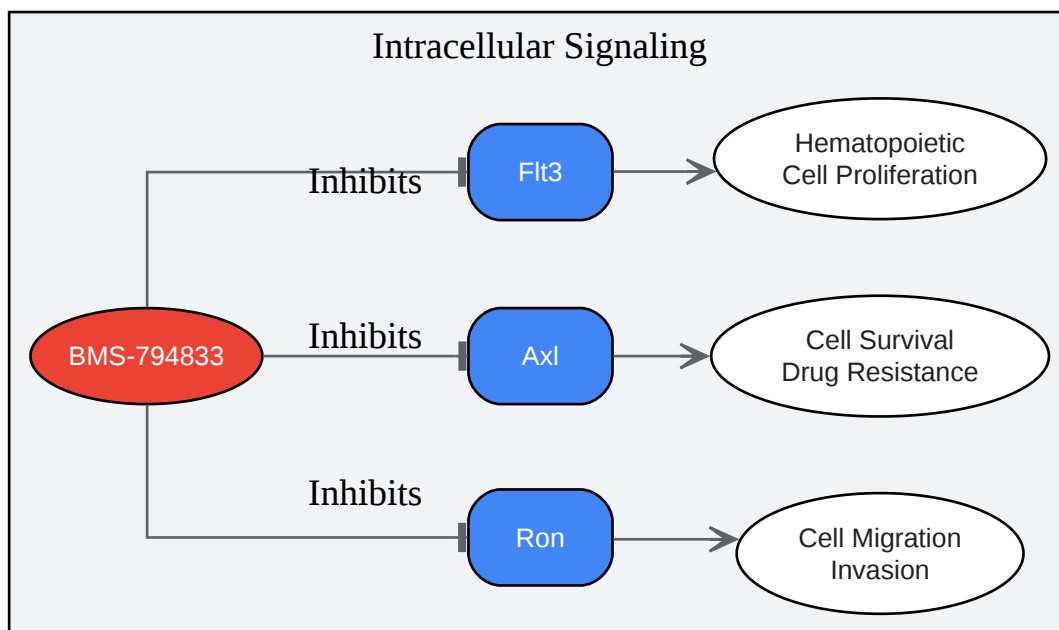 Intracellular Signaling
Inhibits
Flt3
Hematopoietic
Cell Proliferation
BMS-794833
Inhibits
Axl
Cell Survival
Drug Resistance
Inhibits
Ron
Cell Migration
Invasion